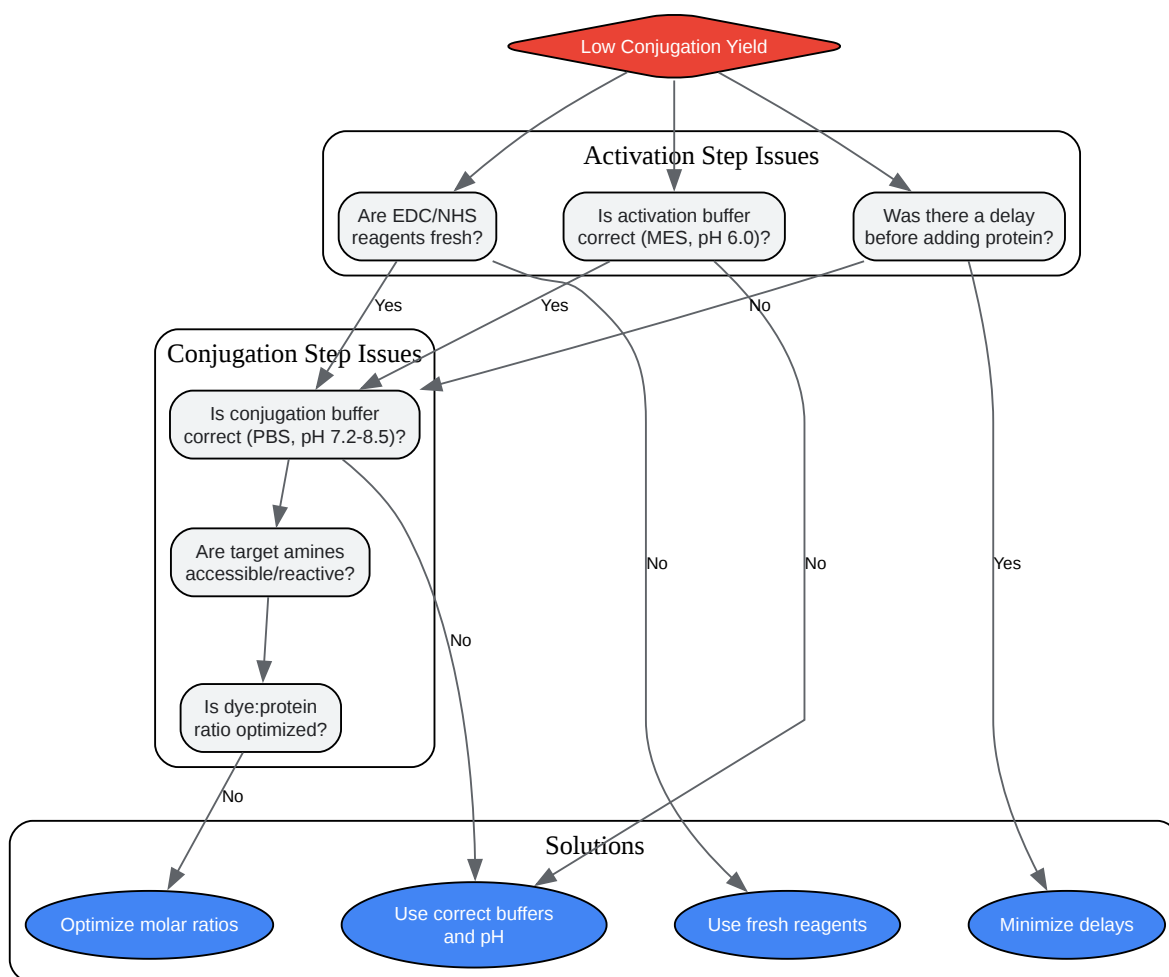 Low Conjugation Yield
Activation Step Issues
Are EDC/NHS
reagents fresh?
Is activation buffer
correct (MES, pH 6.0)?
Was there a delay
before adding protein?
Yes
Yes
No
Conjugation Step Issues
Is conjugation buffer
correct (PBS, pH 7.2-8.5)?
Are target amines
accessible/reactive?
No
No
Yes
No
Is dye:protein
ratio optimized?
No
Solutions
Optimize molar ratios
Use correct buffers
and pH
Use fresh reagents
Minimize delays